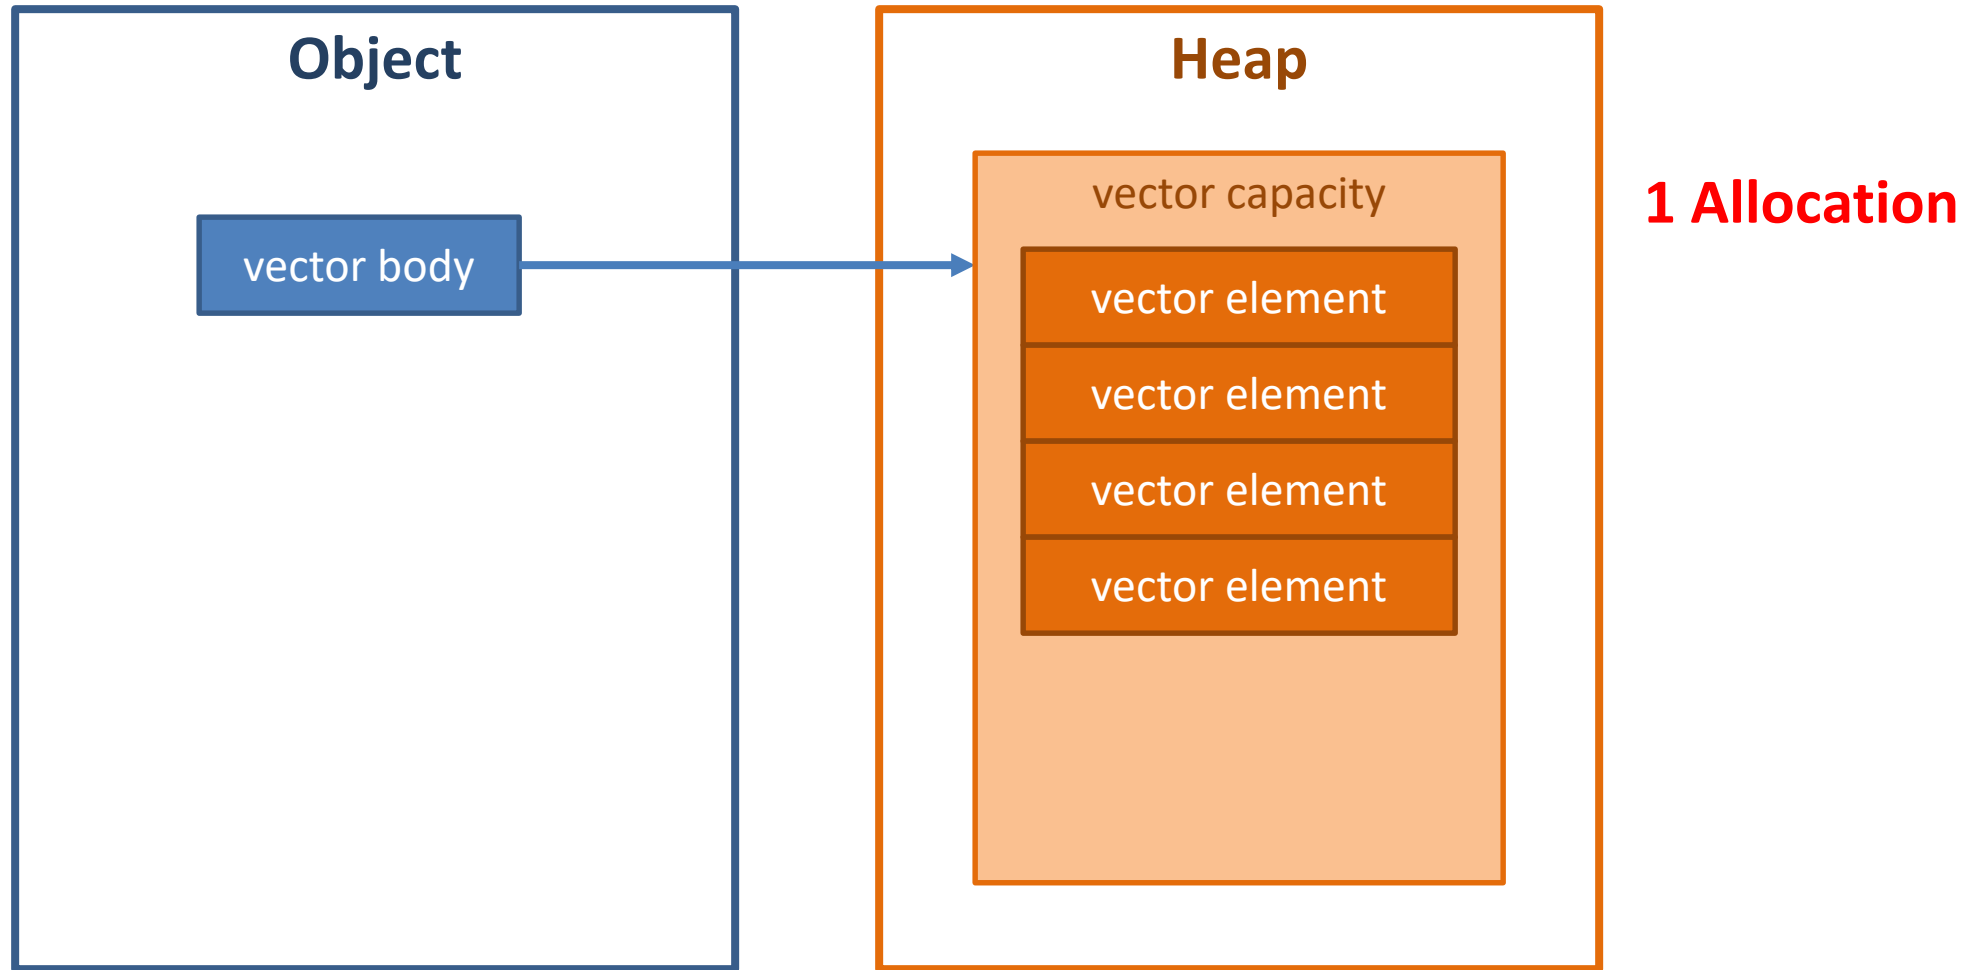 Object
Heap
vector capacity
1 Allocation
vector body
vector element
vector element
vector element
vector element